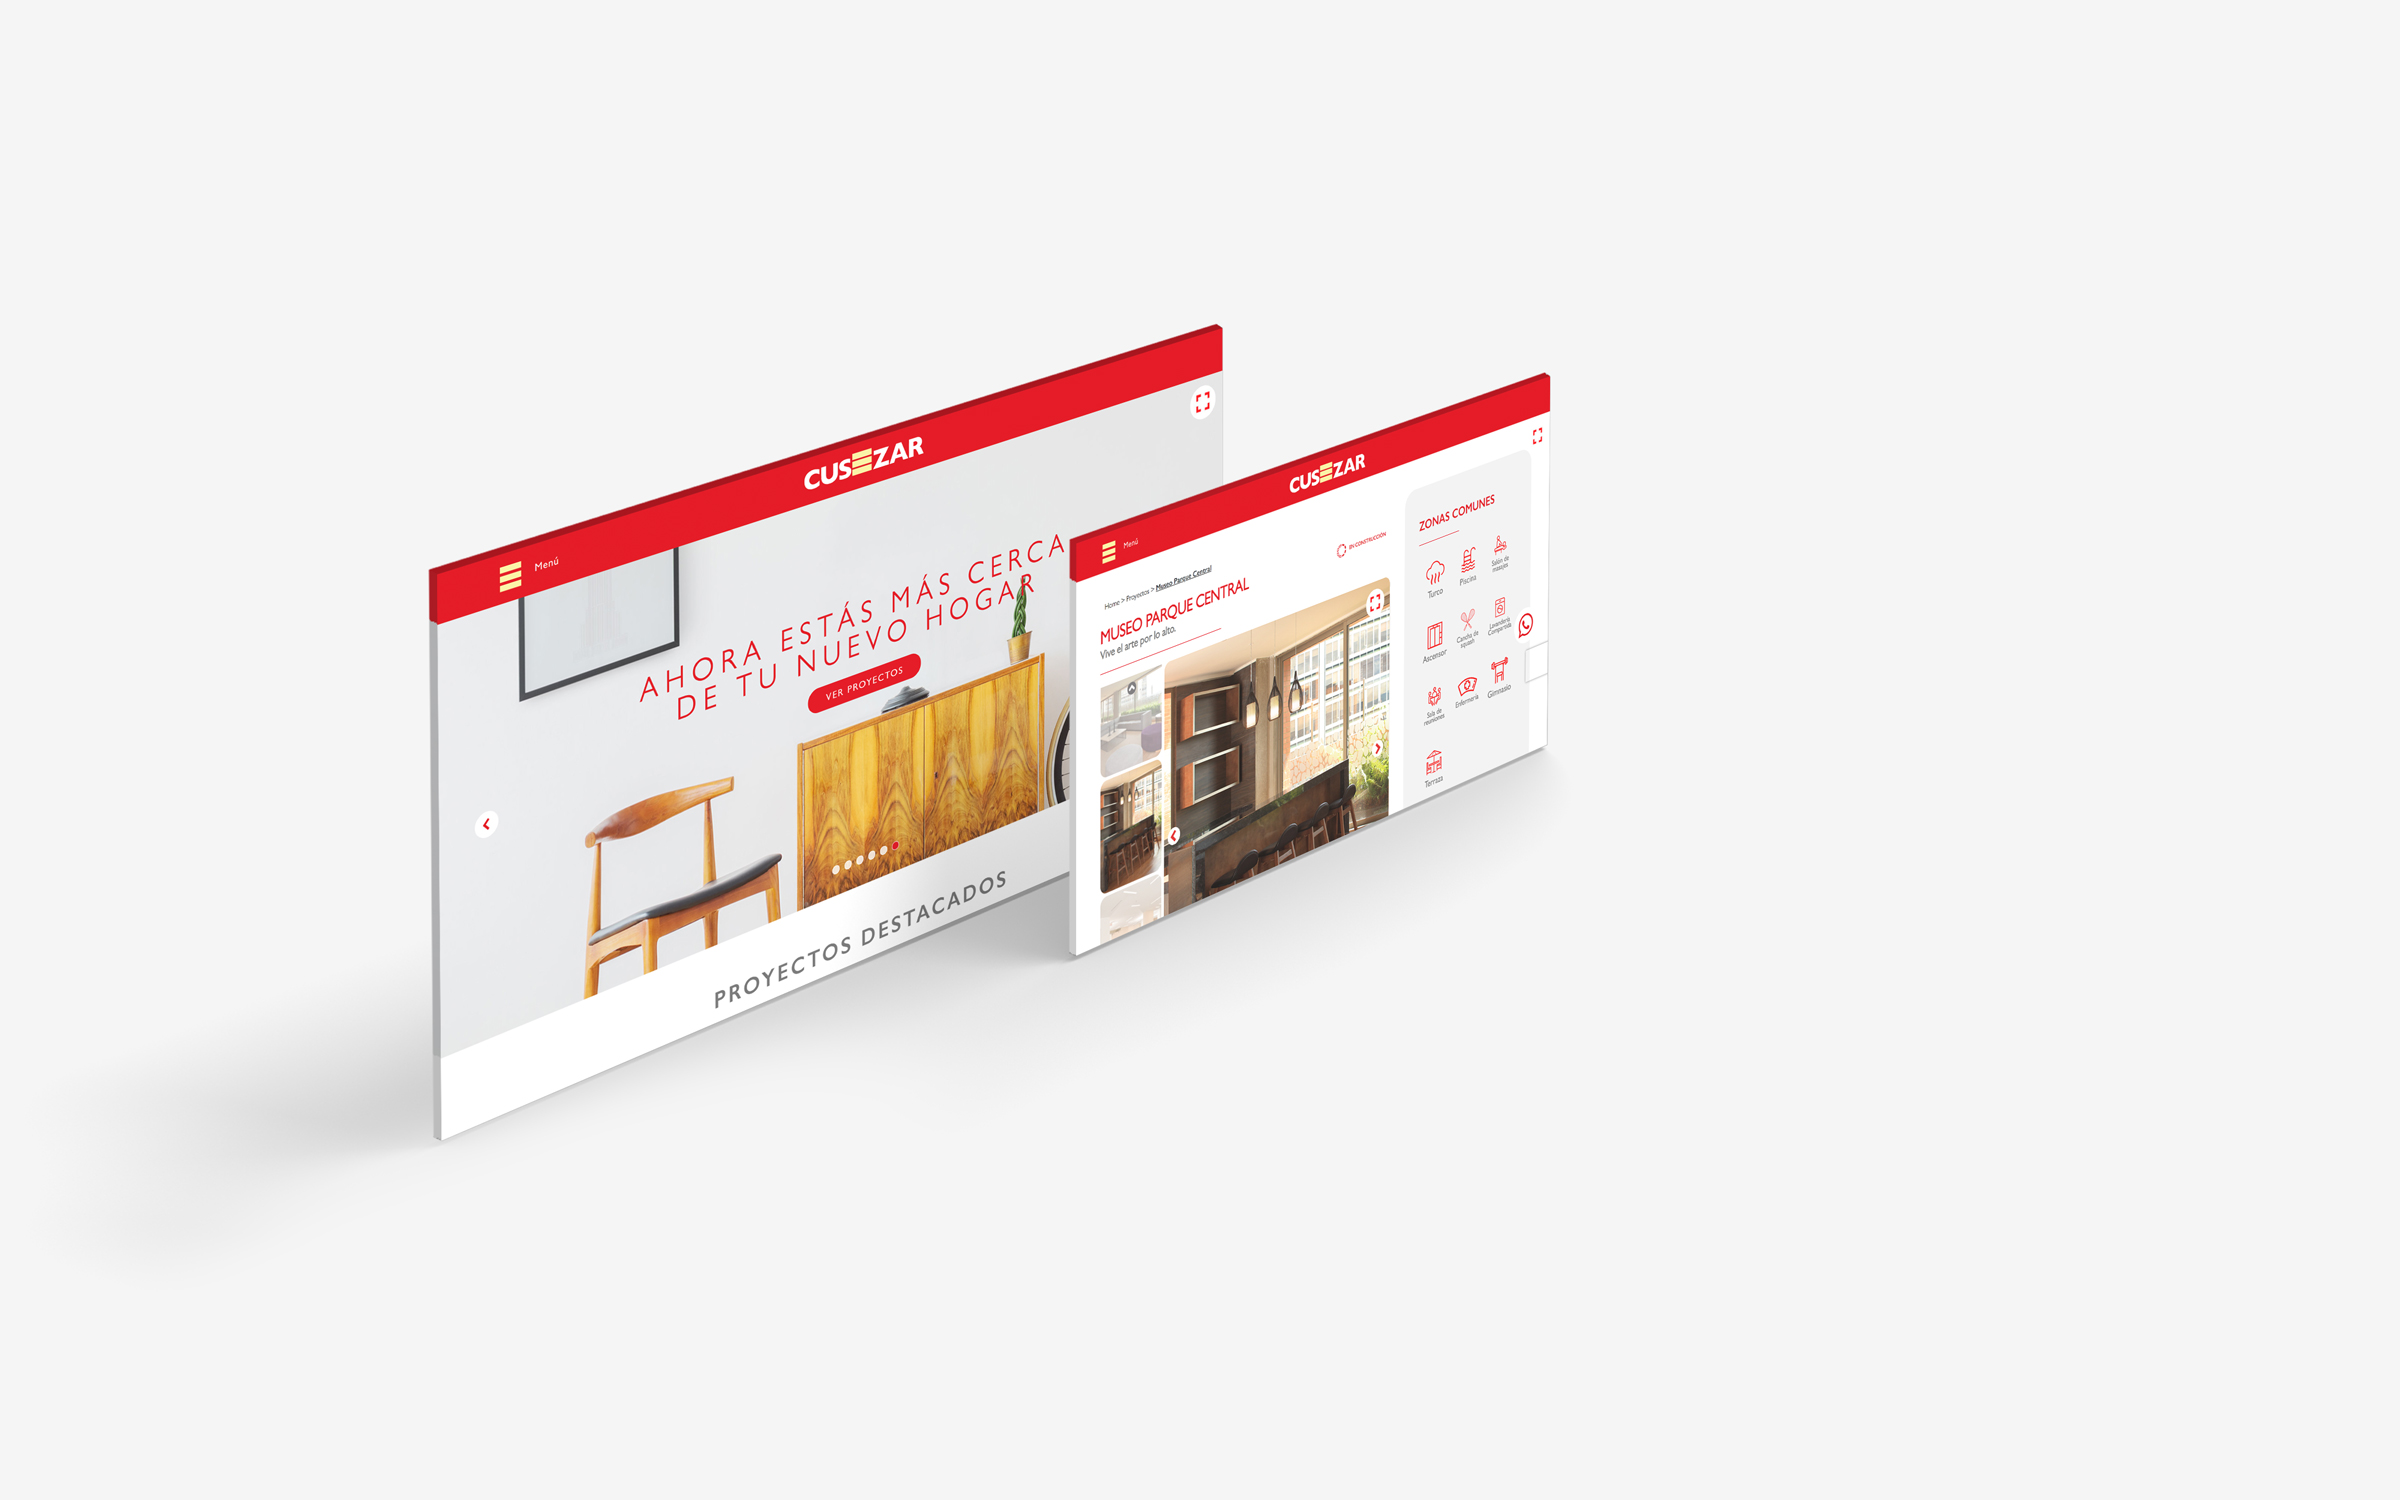 CUSEZAR
Menú
AHORA ESTÁS MÁS CERCA
DE TU NUEVO HOGAR
VER PROYECTOS
PROYECTOS DESTACADOS
CUSEZAR
Menú
Home > Proyectos > Museo Parque Central
EN CONSTRUCCIÓN
MUSEO PARQUE CENTRAL
Vive el arte por lo alto.
ZONAS COMUNES
Turco
Piscina
Salón de
masajes
Ascensor
Cancha de
squash
Lavandería
Compartida
Sala de
reuniones
Enfermería
Gimnasio
Terraza